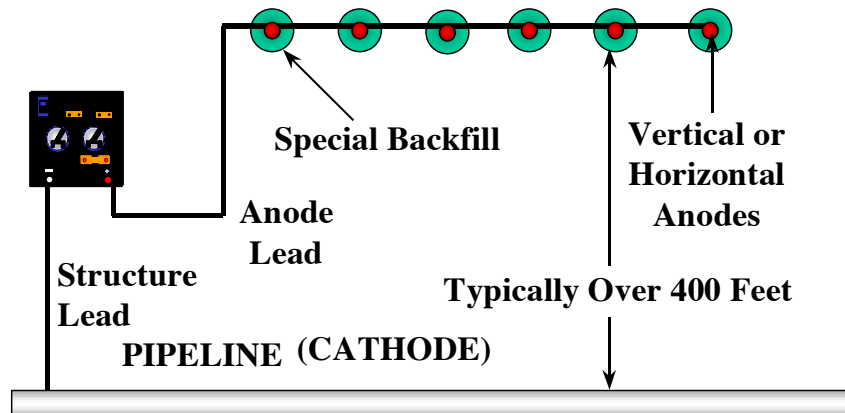 Special Backfill
Vertical or
Horizontal
Anodes
Anode
Lead
Structure
Lead
Typically Over 400 Feet
PIPELINE (CATHODE)
E
- +